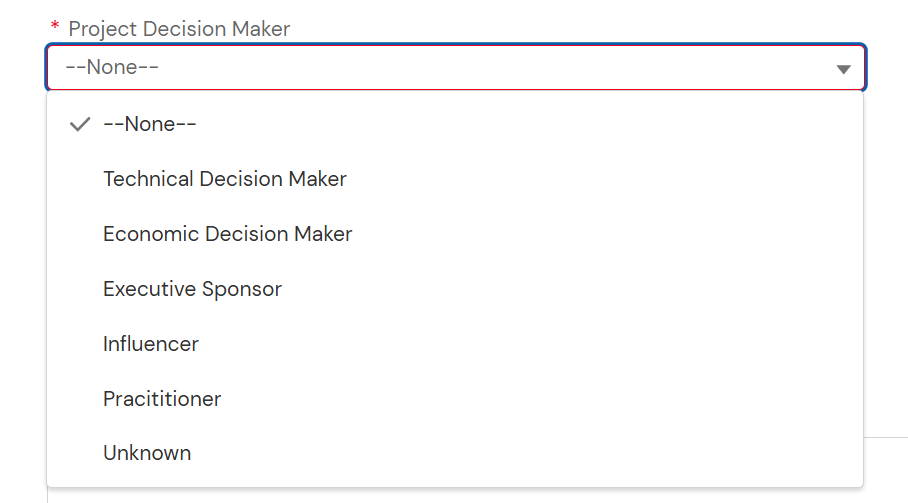 * Project Decision Maker
--None--
--None--
Technical Decision Maker
Economic Decision Maker
Executive Sponsor
Influencer
Pracititioner
Unknown